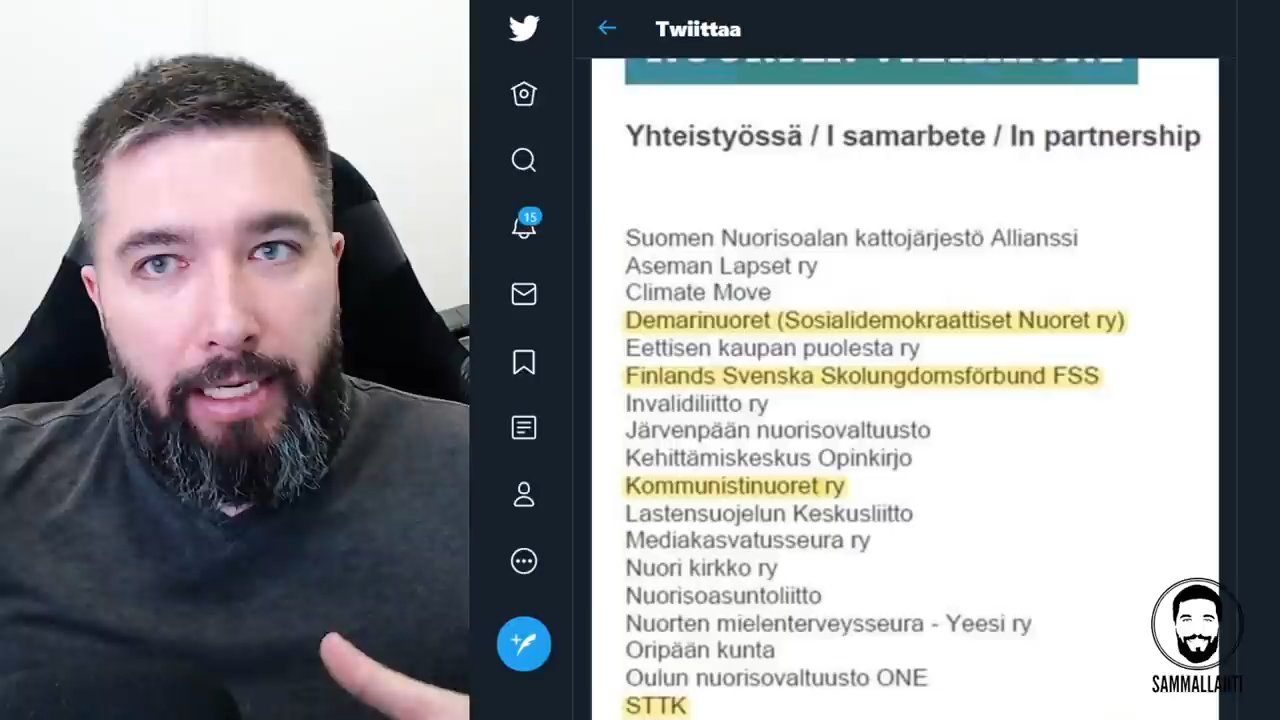 15
Twiittaa
Yhteistyössä / I samarbete / In partnership
Suomen Nuorisoalan kattojärjestö Allianssi
Aseman Lapset ry
Climate Move
Demarinuoret (Sosialidemokraattiset Nuoret ry)
Eettisen kaupan puolesta ry
Finlands Svenska Skolungdomsförbund FSS
Invalidiliitto ry
Järvenpään nuorisovaltuusto
Kehittämiskeskus Opinkirjo
Kommunistinuoret ry
Lastensuojelun Keskusliitto
Mediakasvatusseura ry
Nuori kirkko ry
Nuorisoasuntoliitto
Nuorten mielenterveysseura - Yeesi ry
Oripään kunta
Oulun nuorisovaltuusto ONE
STTK
SAMMALLAHTI